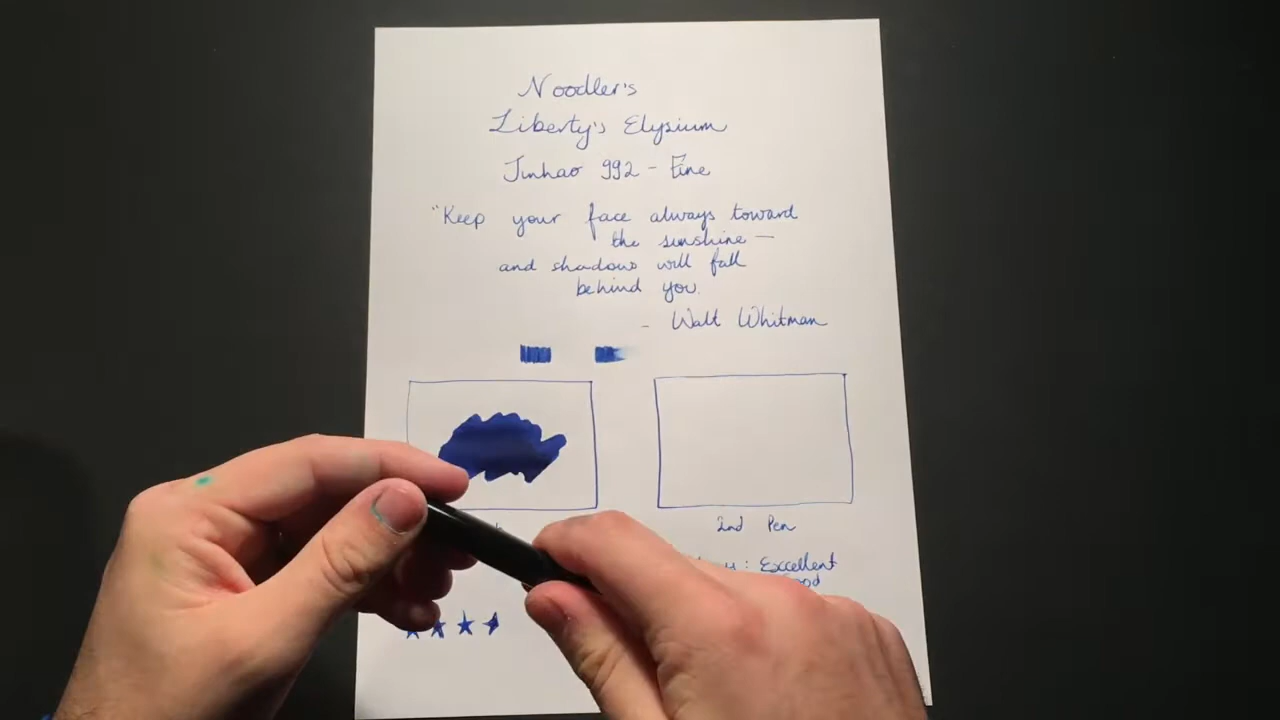 Noodler's
Liberty's Elysium
Jinhao 992 - Fine
"Keep your face always toward
the sunshine —
and shadows will fall
behind you.
- Walt Whitman
2nd Pen
: Excellent